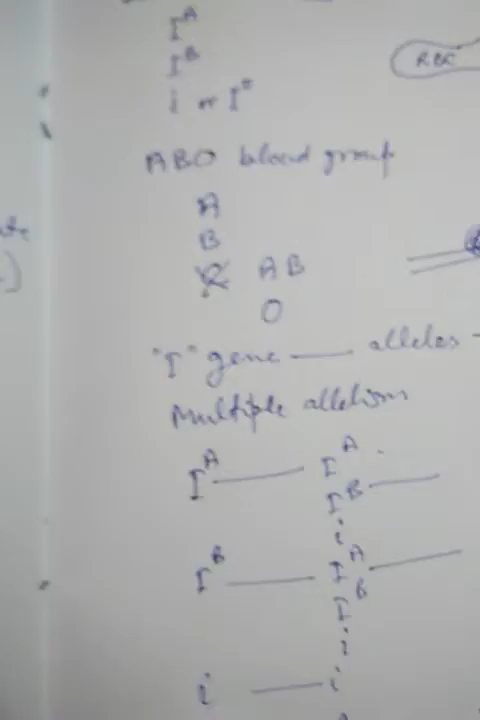 I^A
I^B
i or I^o
RBC
ABO blood group
A
B
AB
O
"I" gene — alleles -
Multiple allelism
I^A — I^A
I^B —
i
I^B — I^A —
I^B
i
i — i